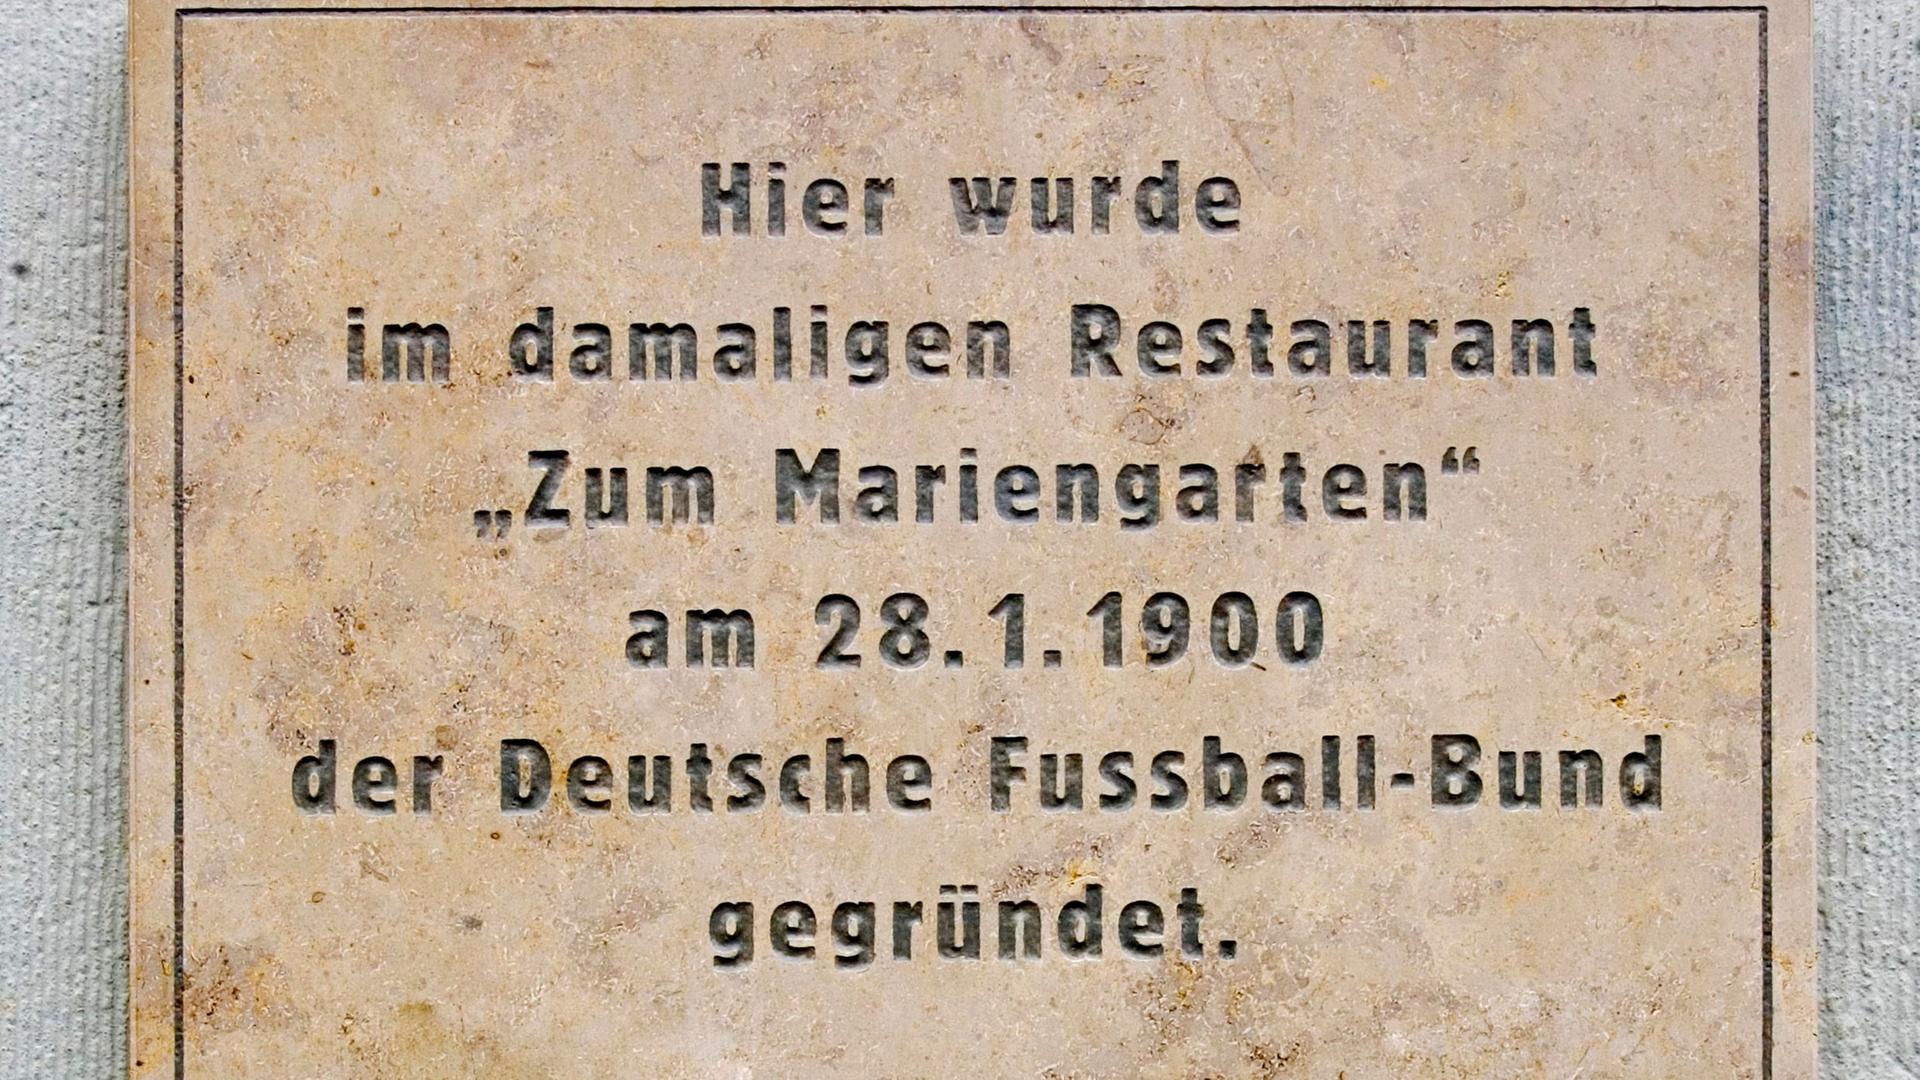 Hier wurde
im damaligen Restaurant
„Zum Mariengarten“
am 28.1.1900
der Deutsche Fussball-Bund
gegründet.